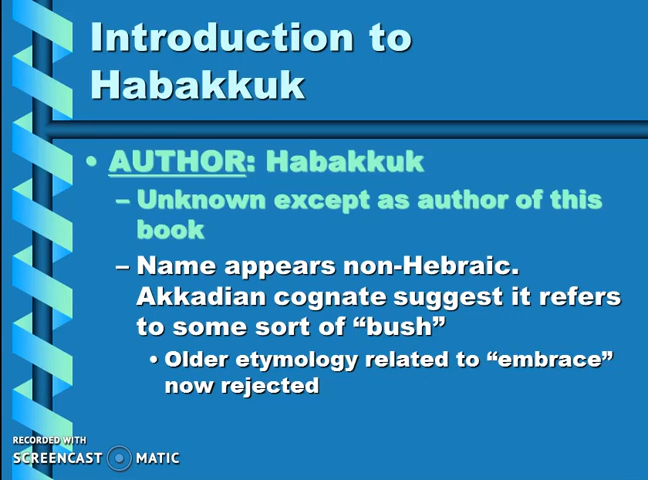 Introduction to
Habakkuk
• AUTHOR: Habakkuk
– Unknown except as author of this
book
– Name appears non-Hebraic.
Akkadian cognate suggest it refers
to some sort of “bush”
• Older etymology related to “embrace”
now rejected
RECORDED WITH
SCREENCAST MATIC